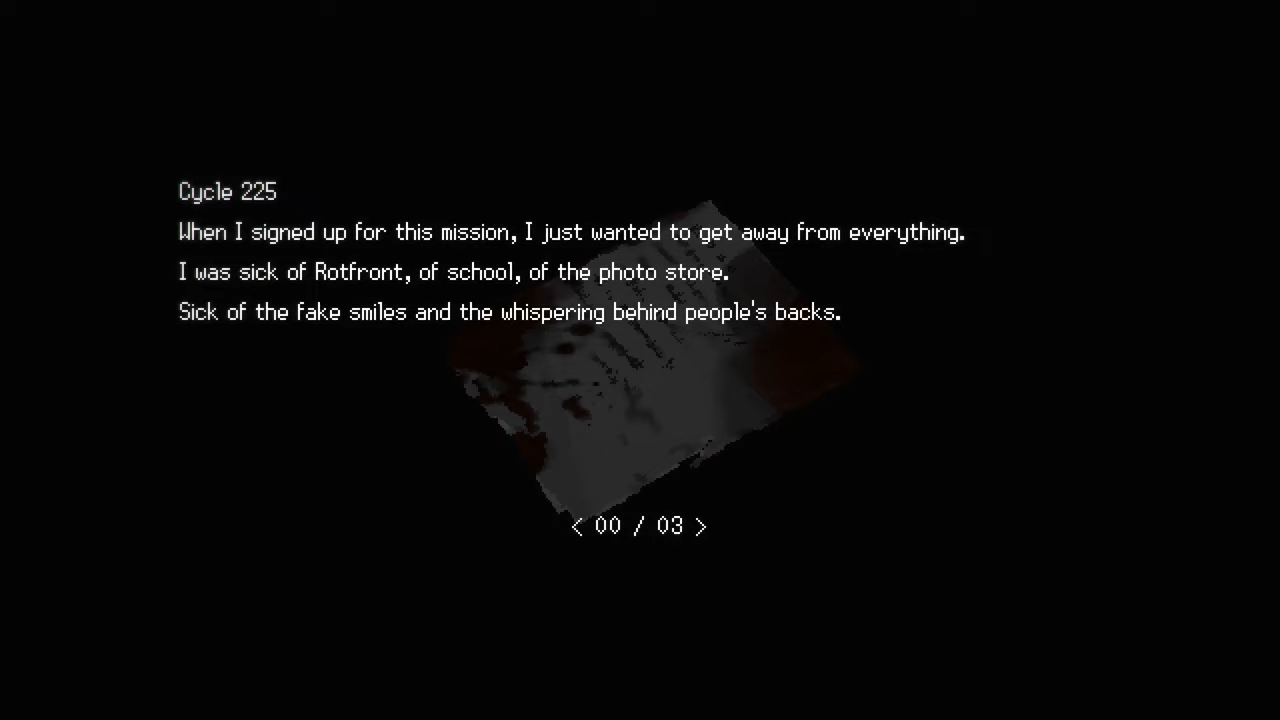 Cycle 225
When I signed up for this mission, I just wanted to get away from everything.
I was sick of Rotfront, of school, of the photo store.
Sick of the fake smiles and the whispering behind people's backs.
< 00 / 03 >